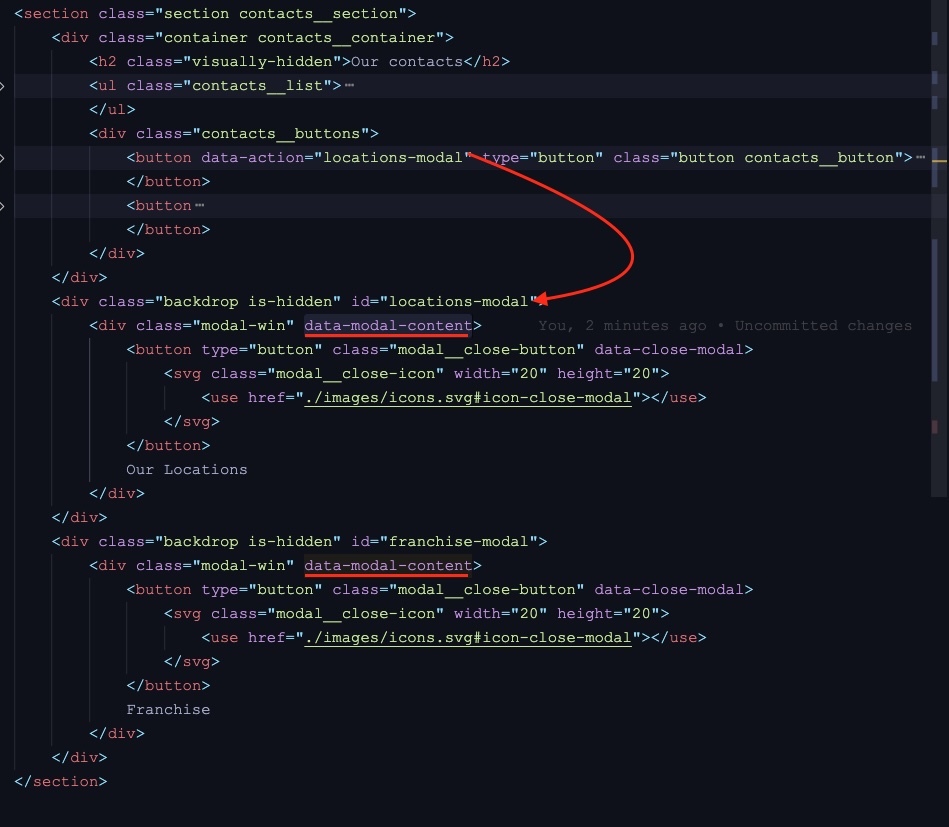 <section class="section contacts__section">
<div class="container contacts__container">
<h2 class="visually-hidden">Our contacts</h2>
<ul class="contacts__list">⋯
</ul>
<div class="contacts__buttons">
<button data-action="locations-modal" type="button" class="button contacts__button">⋯
</button>
<button⋯
</button>
</div>
</div>
<div class="backdrop is-hidden" id="locations-modal">
<div class="modal-win" data-modal-content> You, 2 minutes ago • Uncommitted changes
<button type="button" class="modal__close-button" data-close-modal>
<svg class="modal__close-icon" width="20" height="20">
<use href="./images/icons.svg#icon-close-modal"></use>
</svg>
</button>
Our Locations
</div>
</div>
<div class="backdrop is-hidden" id="franchise-modal">
<div class="modal-win" data-modal-content>
<button type="button" class="modal__close-button" data-close-modal>
<svg class="modal__close-icon" width="20" height="20">
<use href="./images/icons.svg#icon-close-modal"></use>
</svg>
</button>
Franchise
</div>
</div>
</section>